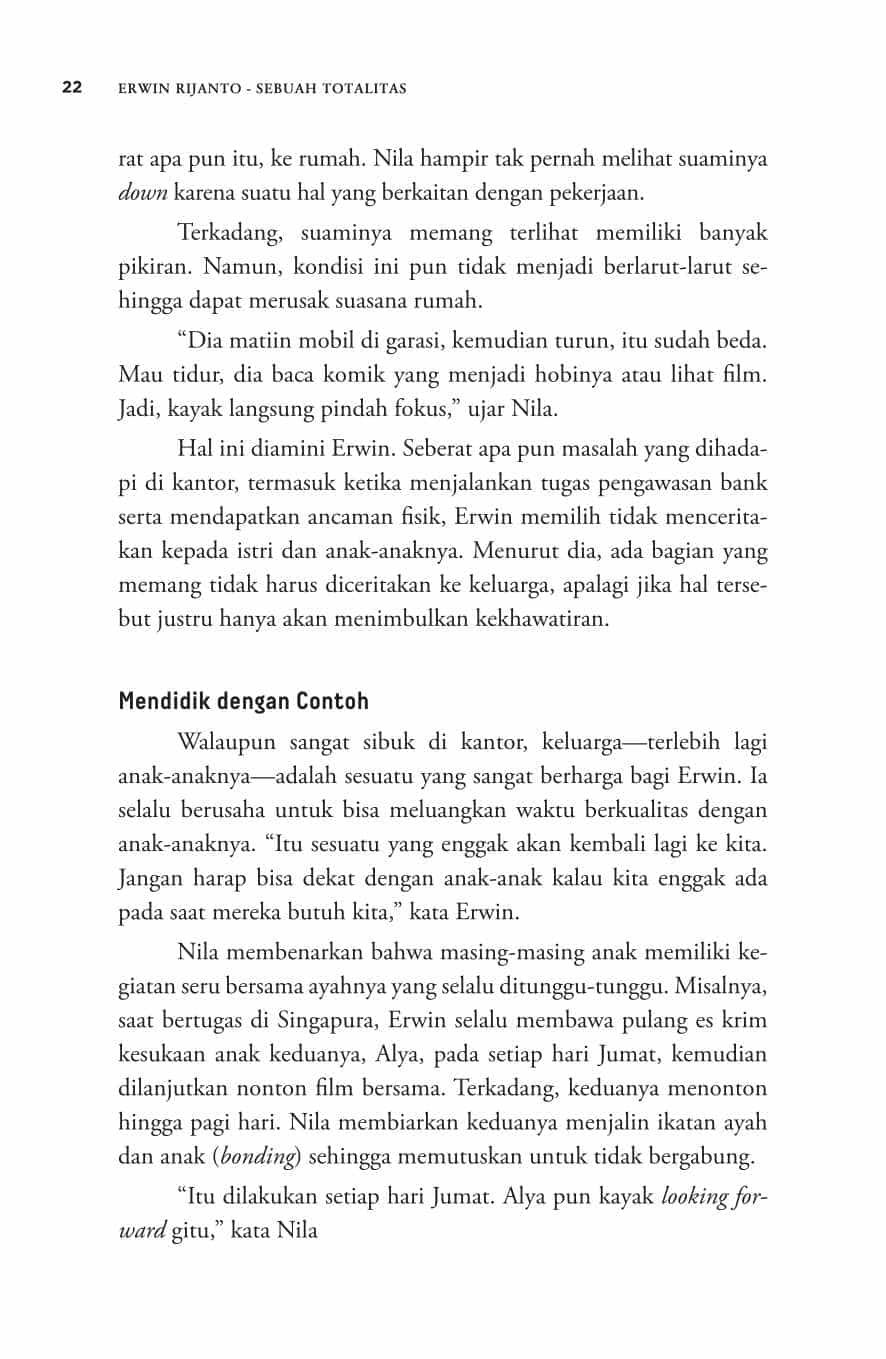 22 ERWIN RIJANTO - SEBUAH TOTALITAS
rat apa pun itu, ke rumah. Nila hampir tak pernah melihat suaminya
down karena suatu hal yang berkaitan dengan pekerjaan.
Terkadang, suaminya memang terlihat memiliki banyak
pikiran. Namun, kondisi ini pun tidak menjadi berlarut-larut se-
hingga dapat merusak suasana rumah.
“Dia matiin mobil di garasi, kemudian turun, itu sudah beda.
Mau tidur, dia baca komik yang menjadi hobinya atau lihat film.
Jadi, kayak langsung pindah fokus,” ujar Nila.
Hal ini diamini Erwin. Seberat apa pun masalah yang dihada-
pi di kantor, termasuk ketika menjalankan tugas pengawasan bank
serta mendapatkan ancaman fisik, Erwin memilih tidak mencerita-
kan kepada istri dan anak-anaknya. Menurut dia, ada bagian yang
memang tidak harus diceritakan ke keluarga, apalagi jika hal terse-
but justru hanya akan menimbulkan kekhawatiran.
Mendidik dengan Contoh
Walaupun sangat sibuk di kantor, keluarga—terlebih lagi
anak-anaknya—adalah sesuatu yang sangat berharga bagi Erwin. Ia
selalu berusaha untuk bisa meluangkan waktu berkualitas dengan
anak-anaknya. “Itu sesuatu yang enggak akan kembali lagi ke kita.
Jangan harap bisa dekat dengan anak-anak kalau kita enggak ada
pada saat mereka butuh kita,” kata Erwin.
Nila membenarkan bahwa masing-masing anak memiliki ke-
giatan seru bersama ayahnya yang selalu ditunggu-tunggu. Misalnya,
saat bertugas di Singapura, Erwin selalu membawa pulang es krim
kesukaan anak keduanya, Alya, pada setiap hari Jumat, kemudian
dilanjutkan nonton film bersama. Terkadang, keduanya menonton
hingga pagi hari. Nila membiarkan keduanya menjalin ikatan ayah
dan anak (bonding) sehingga memutuskan untuk tidak bergabung.
“Itu dilakukan setiap hari Jumat. Alya pun kayak looking for-
ward gitu,” kata Nila